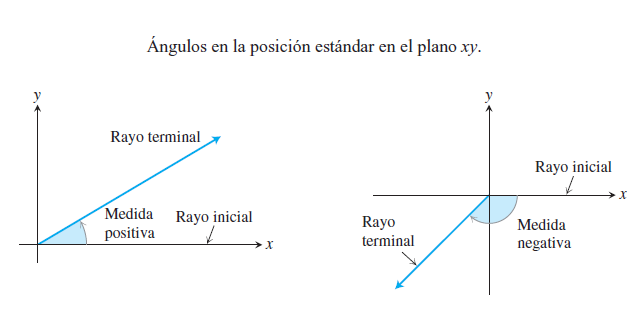 Ángulos en la posición estándar en el plano xy.
y
Rayo terminal
Medida
positiva
Rayo inicial
x
y
Rayo inicial
x
Rayo
terminal
Medida
negativa